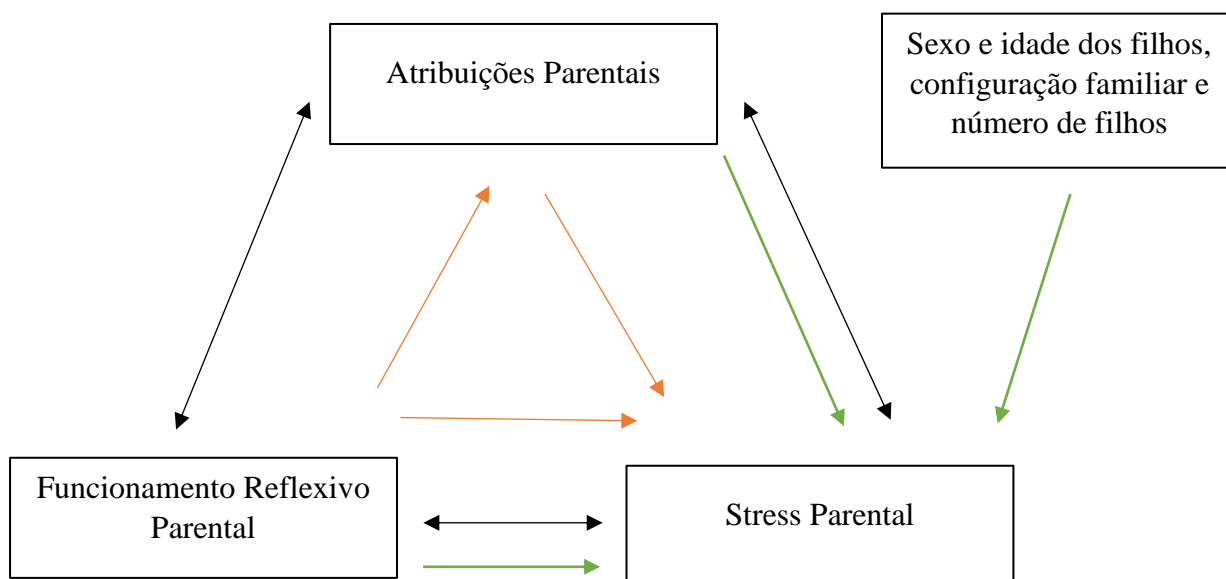 Atribuições Parentais
Sexo e idade dos filhos,
configuração familiar e
número de filhos
Funcionamento Reflexivo
Parental
Stress Parental